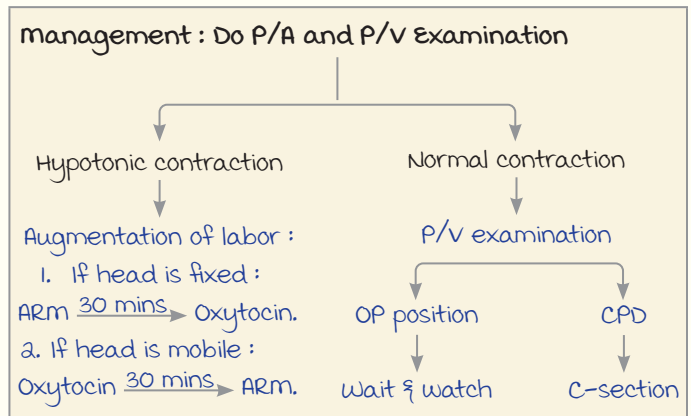 Management : Do P/A and P/V Examination
Hypotonic contraction
Normal contraction
Augmentation of labor :
1. If head is fixed :
ARM 30 mins Oxytocin.
2. If head is mobile :
Oxytocin 30 mins ARM.
P/V examination
OP position
CPD
Wait & watch
C-section